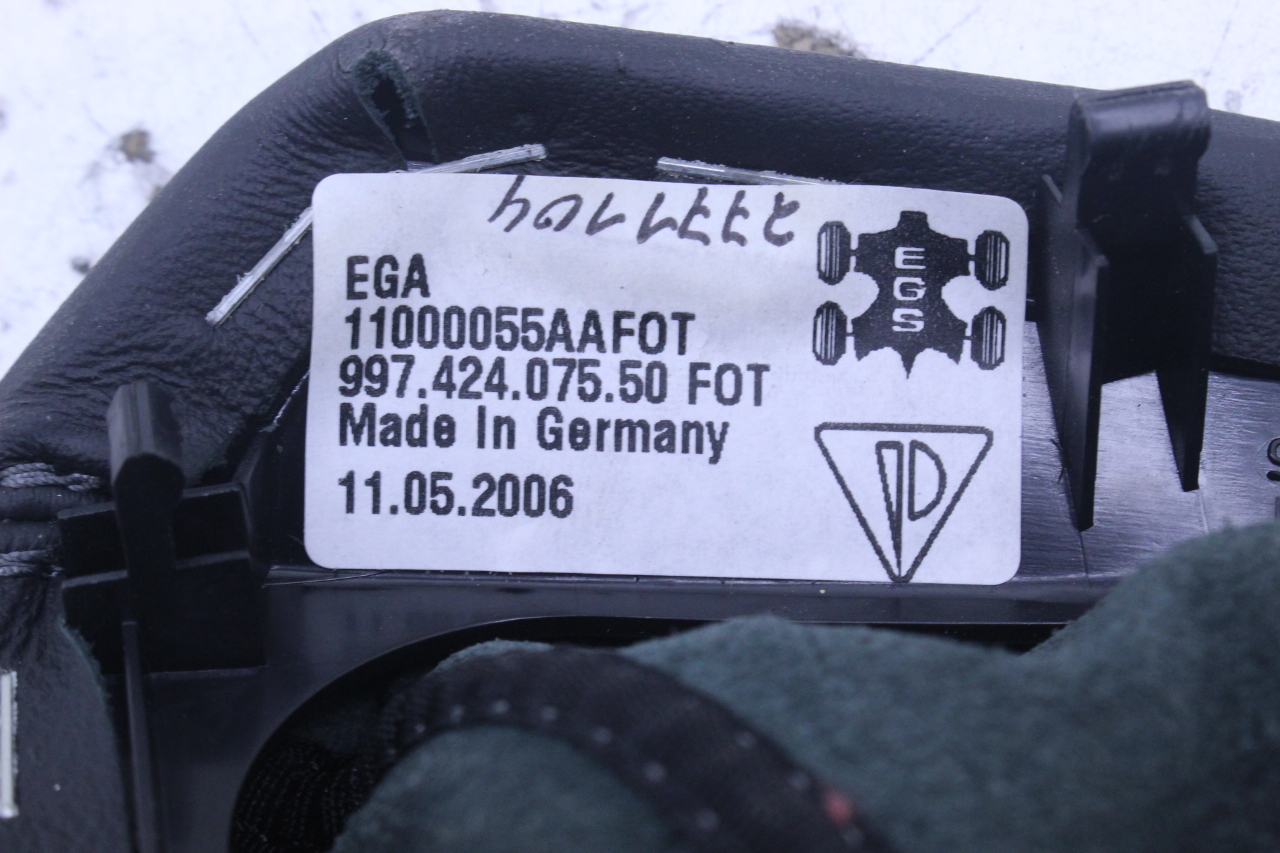 EGA
11000055AAFOT
997.424.075.50 FOT
Made In Germany
11.05.2006
EGS